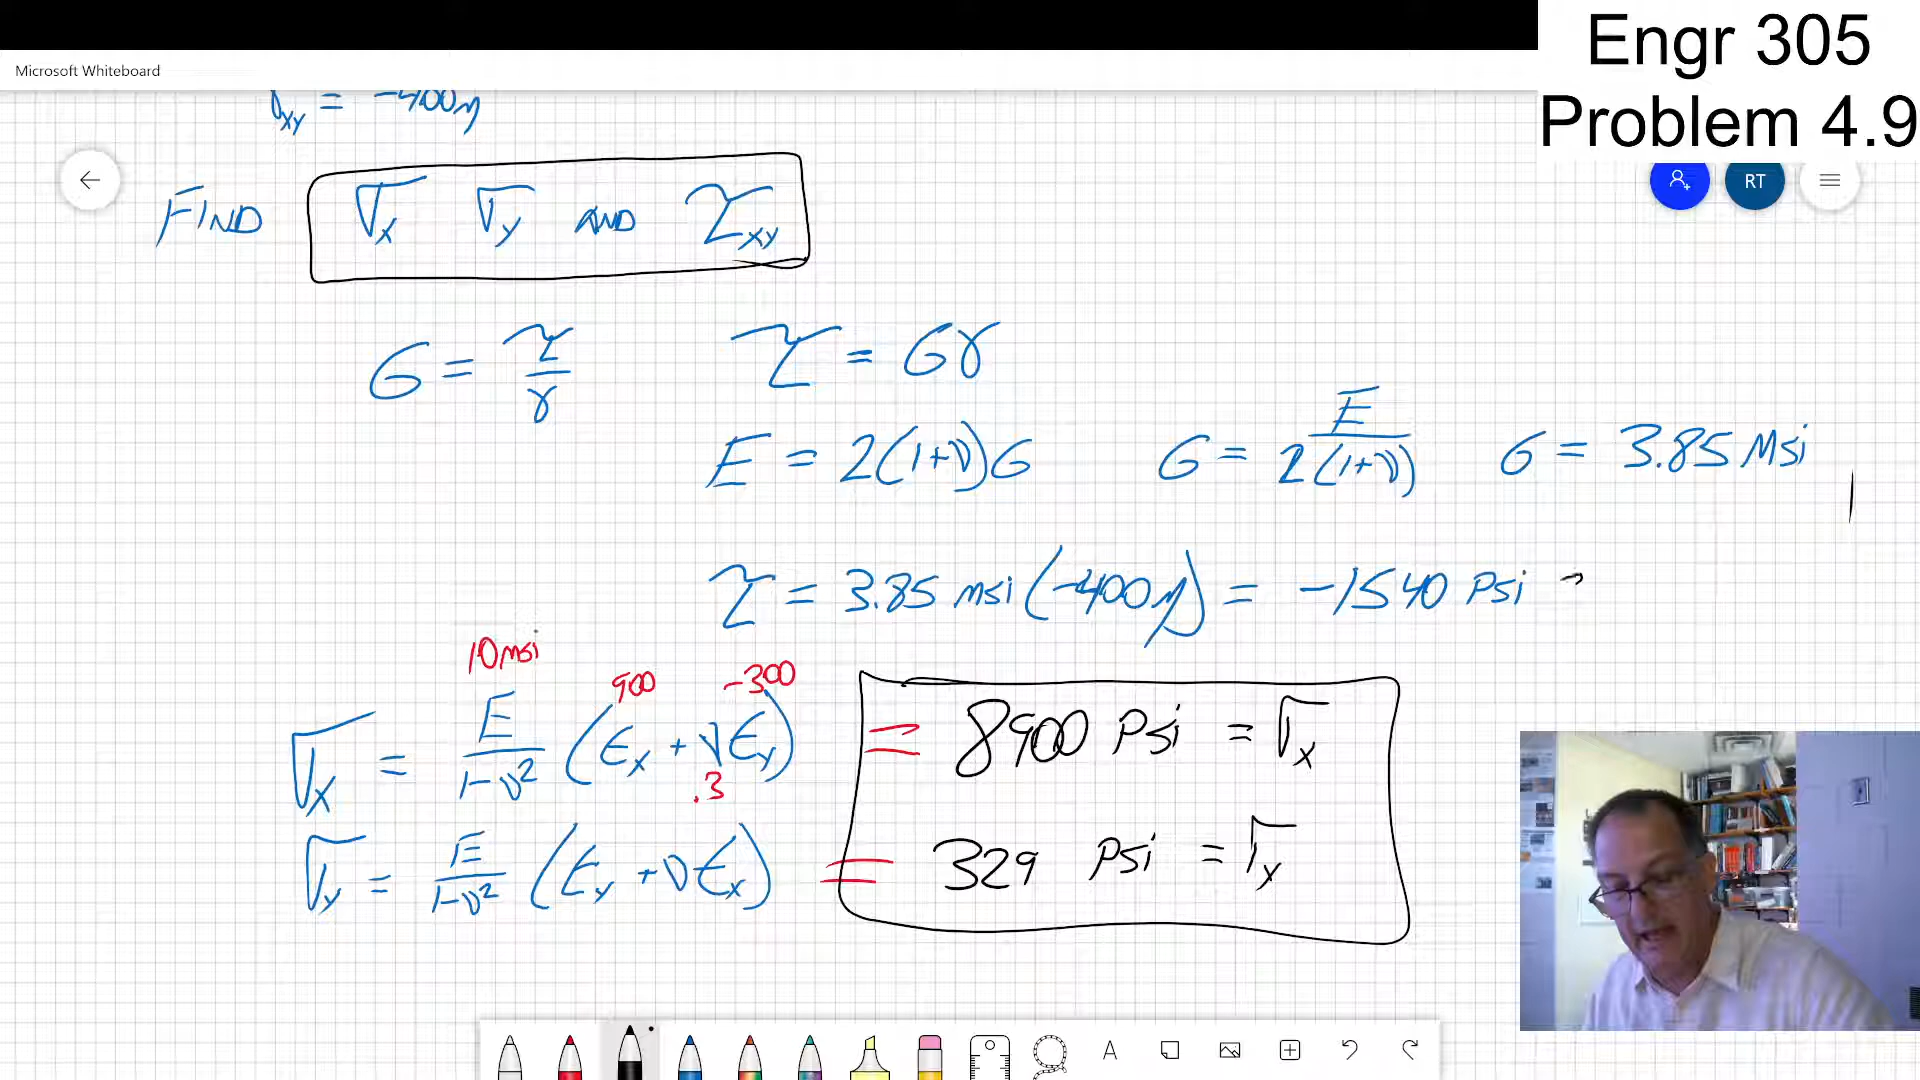 Engr 305
Problem 4.9
Microsoft Whiteboard
γxy = -400μ
RT
FIND σx σy AND τxy
G = τ/γ τ = Gγ
E = 2(1+ν)G G = E/2(1+ν) G = 3.85 Msi
τ = 3.85 msi (-400μ) = -1540 Psi
10 msi 900 -300
σx = E/1-ν² (εx + νεy) = 8900 Psi = σx
.3
σy = E/1-ν² (εy + νεx) = 329 Psi = σy
A